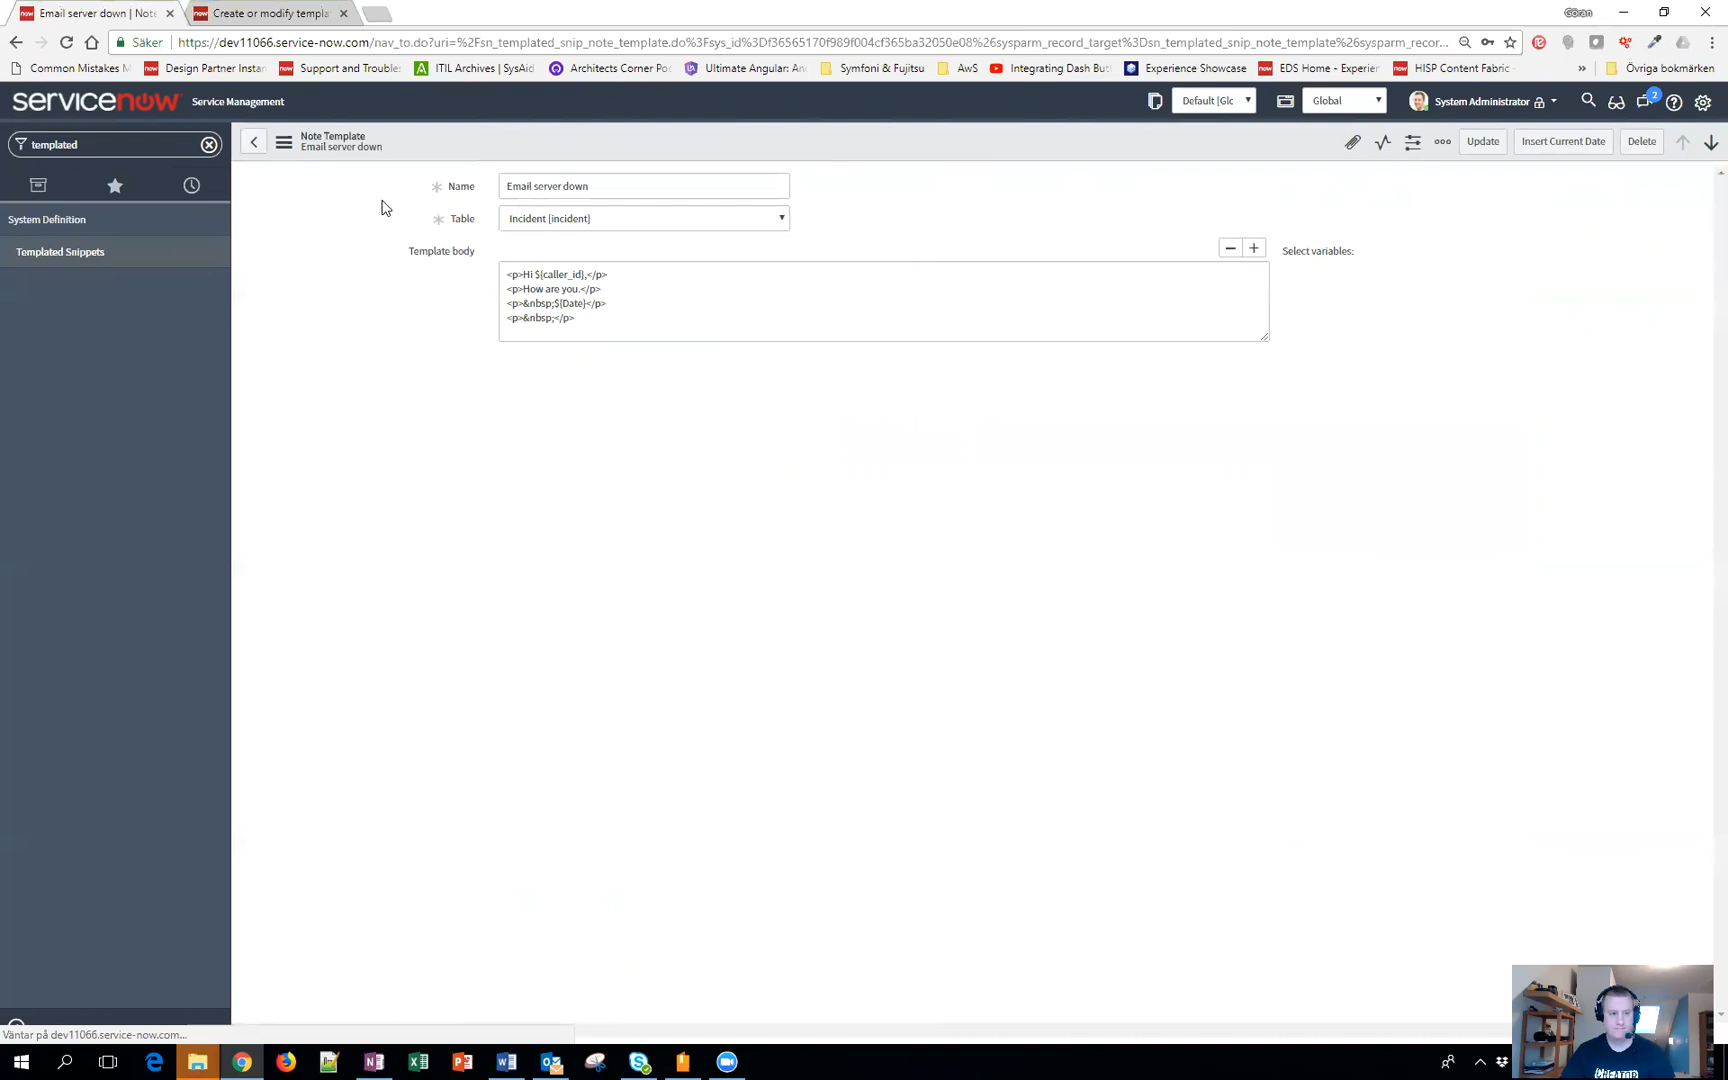 Email server down | Note
Create or modify templa
Göran
Säker
https://dev11066.service-now.com/nav_to.do?uri=%2Fsn_templated_snip_note_template.do%3Fsys_id%3Df36565170f989f004cf365ba32050e08%26sysparm_record_target%3Dsn_templated_snip_note_template%26sysparm_recor...
Common Mistakes
Design Partner Instan
Support and Trouble:
ITIL Archives | SysAid
Architects Corner Po
Ultimate Angular: An
Symfoni & Fujitsu
AwS
Integrating Dash But
Experience Showcase
EDS Home - Experier
HISP Content Fabric -
»
Övriga bokmärken
servicenow
Service Management
Default [Glc
Global
System Administrator
2
templated
Note Template
Email server down
Update
Insert Current Date
Delete
System Definition
Templated Snippets
Name
Email server down
Table
Incident [incident]
Template body
Select variables:
<p>Hi ${caller_id},</p>
<p>How are you.</p>
<p>&nbsp;${Date}</p>
<p>&nbsp;</p>
Väntar på dev11066.service-now.com...
CREATOR